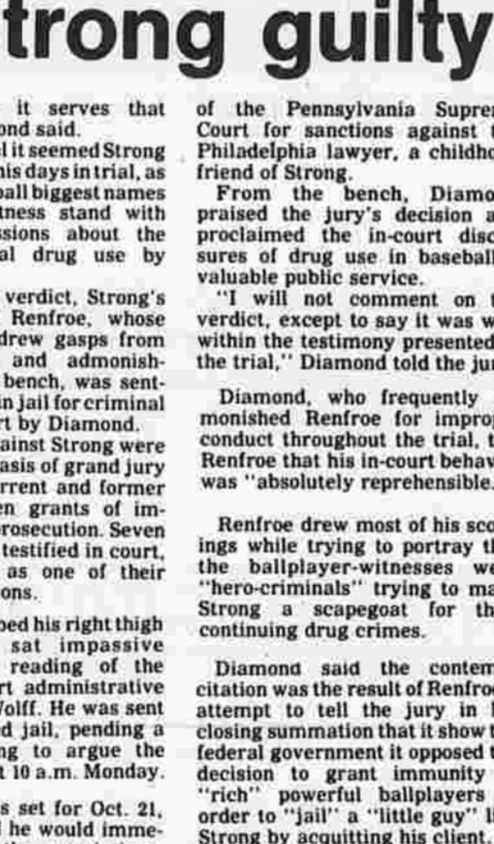 trong guilty
it serves that
ond said.
l it seemed Strong
his days in trial, as
ball biggest names
tness stand with
ssions about the
al drug use by
verdict, Strong's
Renfroe, whose
drew gasps from
and admonish-
bench, was sent-
in jail for criminal
rt by Diamond.
ainst Strong were
asis of grand jury
rrent and former
en grants of im-
prosecution. Seven
testified in court,
as one of their
ons.
ped his right thigh
sat impassive
reading of the
rt administrative
Wolff. He was sent
d jail, pending a
ng to argue the
t 10 a.m. Monday.
s set for Oct. 21,
d he would imme-
of the Pennsylvania Suprem
Court for sanctions against t
Philadelphia lawyer, a childho
friend of Strong.
From the bench, Diamo
praised the jury's decision a
proclaimed the in-court disc
sures of drug use in baseball
valuable public service.
"I will not comment on t
verdict, except to say it was w
within the testimony presented
the trial," Diamond told the jur
Diamond, who frequently
monished Renfroe for improp
conduct throughout the trial, t
Renfroe that his in-court behav
was "absolutely reprehensible.
Renfroe drew most of his sco
ings while trying to portray th
the ballplayer-witnesses we
"hero-criminals" trying to ma
Strong a scapegoat for th
continuing drug crimes.
Diamond said the contem
citation was the result of Renfroe
attempt to tell the jury in h
closing summation that it show t
federal government it opposed t
decision to grant immunity
"rich" powerful ballplayers
order to "jail" a "little guy" li
Strong by acquitting his client.